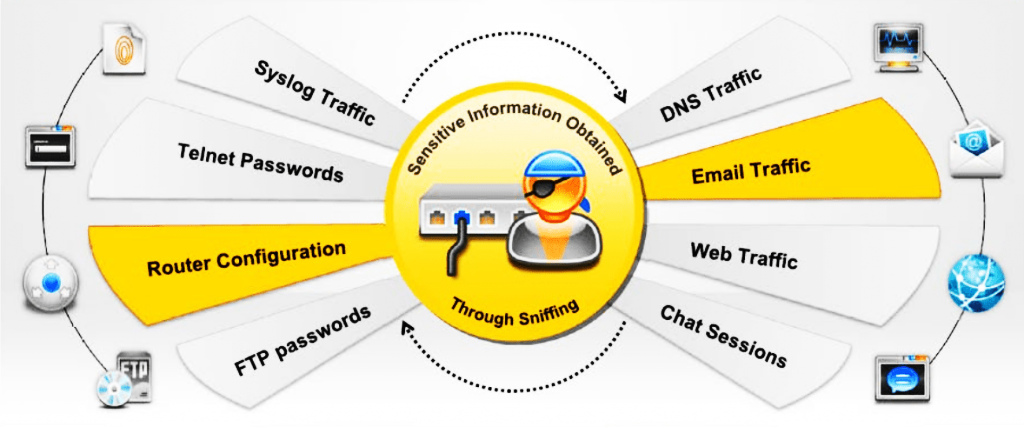 Syslog Traffic
Telnet Passwords
Router Configuration
FTP passwords
Sensitive Information Obtained
Through Sniffing
DNS Traffic
Email Traffic
Web Traffic
Chat Sessions
FTP
@